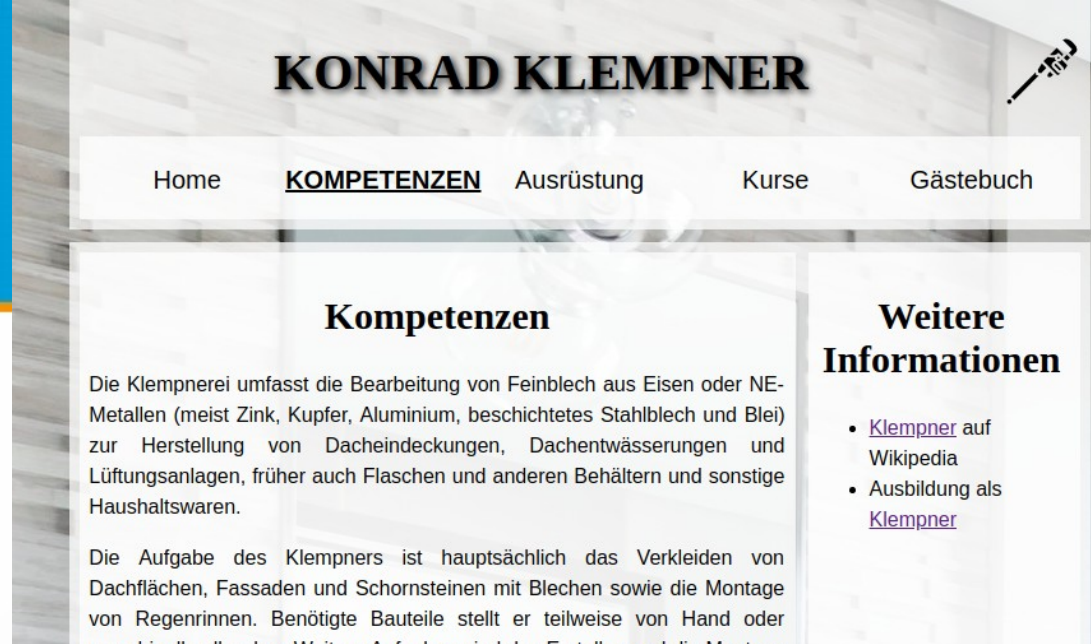 KONRAD KLEMPNER
Home KOMPETENZEN Ausrüstung Kurse Gästebuch
Kompetenzen
Die Klempnerei umfasst die Bearbeitung von Feinblech aus Eisen oder NE-
Metallen (meist Zink, Kupfer, Aluminium, beschichtetes Stahlblech und Blei)
zur Herstellung von Dacheindeckungen, Dachentwässerungen und
Lüftungsanlagen, früher auch Flaschen und anderen Behältern und sonstige
Haushaltswaren.
Die Aufgabe des Klempners ist hauptsächlich das Verkleiden von
Dachflächen, Fassaden und Schornsteinen mit Blechen sowie die Montage
von Regenrinnen. Benötigte Bauteile stellt er teilweise von Hand oder
Weitere
Informationen
Klempner auf
Wikipedia
Ausbildung als
Klempner